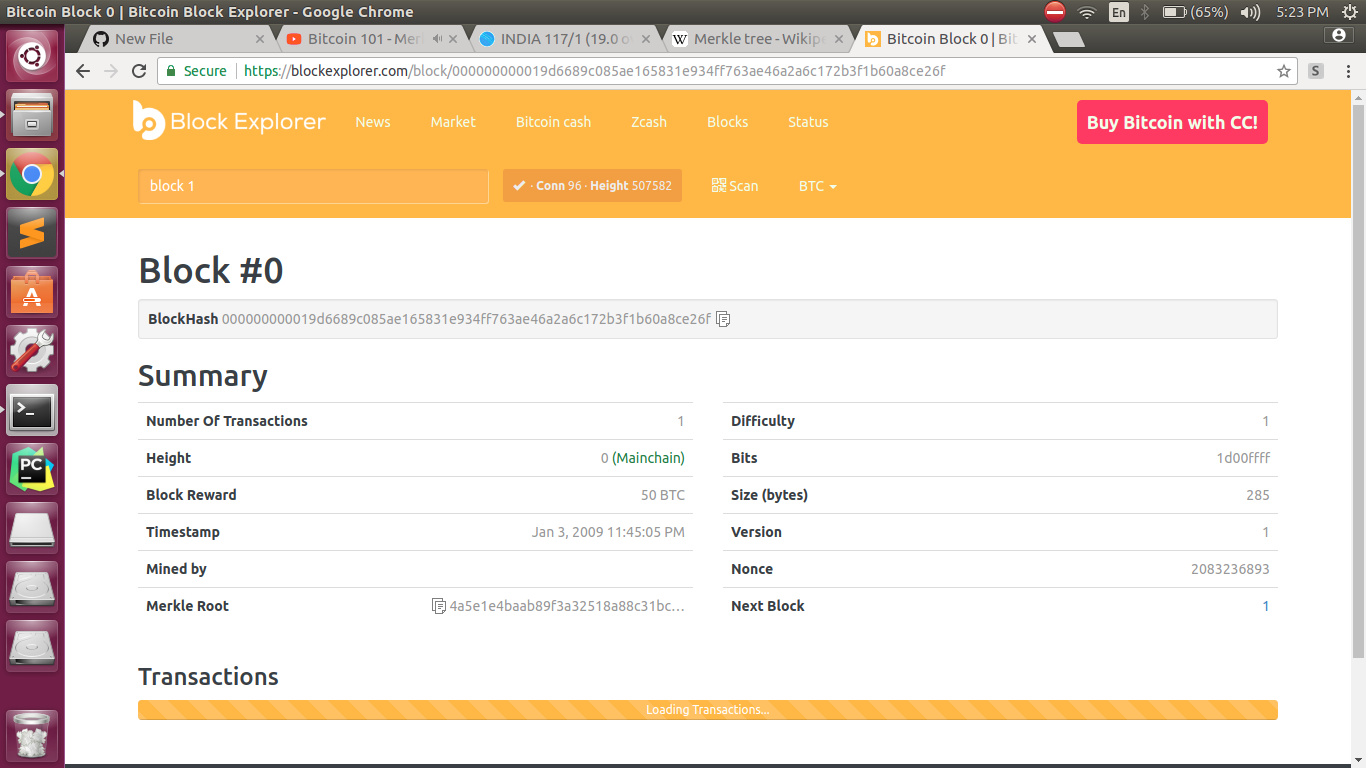 Bitcoin Block 0 | Bitcoin Block Explorer - Google Chrome
En
(65%)
5:23 PM
New File
Bitcoin 101 - Merl
INDIA 117/1 (19.0 o
Merkle tree - Wikipe
Bitcoin Block 0 | Bit
Secure
https://blockexplorer.com/block/000000000019d6689c085ae165831e934ff763ae46a2a6c172b3f1b60a8ce26f
S
Block Explorer
News
Market
Bitcoin cash
Zcash
Blocks
Status
Buy Bitcoin with CC!
block 1
· Conn 96 · Height 507582
Scan
BTC
Block #0
BlockHash 000000000019d6689c085ae165831e934ff763ae46a2a6c172b3f1b60a8ce26f
Summary
Number Of Transactions 1
Height 0 (Mainchain)
Block Reward 50 BTC
Timestamp Jan 3, 2009 11:45:05 PM
Mined by
Merkle Root 4a5e1e4baab89f3a32518a88c31bc...
Difficulty 1
Bits 1d00ffff
Size (bytes) 285
Version 1
Nonce 2083236893
Next Block 1
Transactions
Loading Transactions...
PC